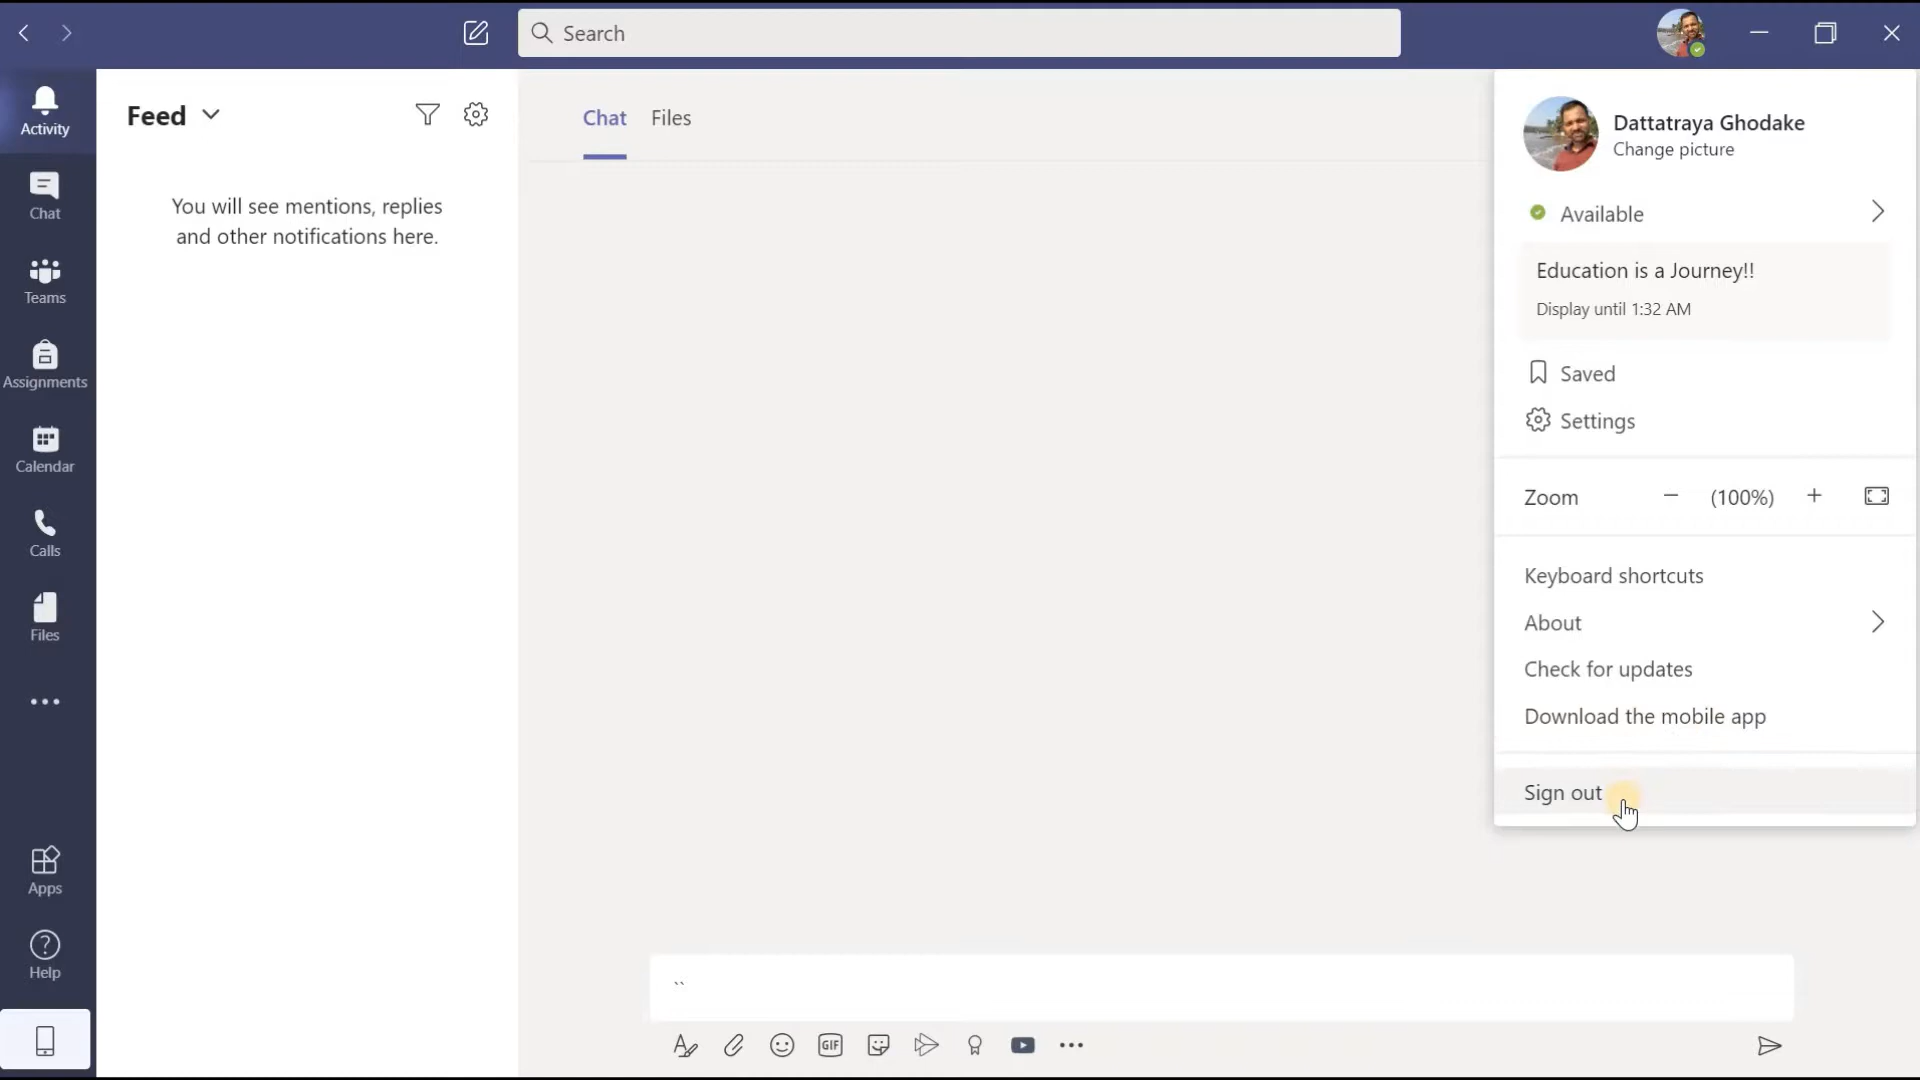 Search
Activity
Chat
Teams
Assignments
Calendar
Calls
Files
Apps
Help
Feed
You will see mentions, replies
and other notifications here.
Chat Files
Dattatraya Ghodake
Change picture
Available
Education is a Journey!!
Display until 1:32 AM
Saved
Settings
Zoom − (100%) +
Keyboard shortcuts
About
Check for updates
Download the mobile app
Sign out
``
GIF